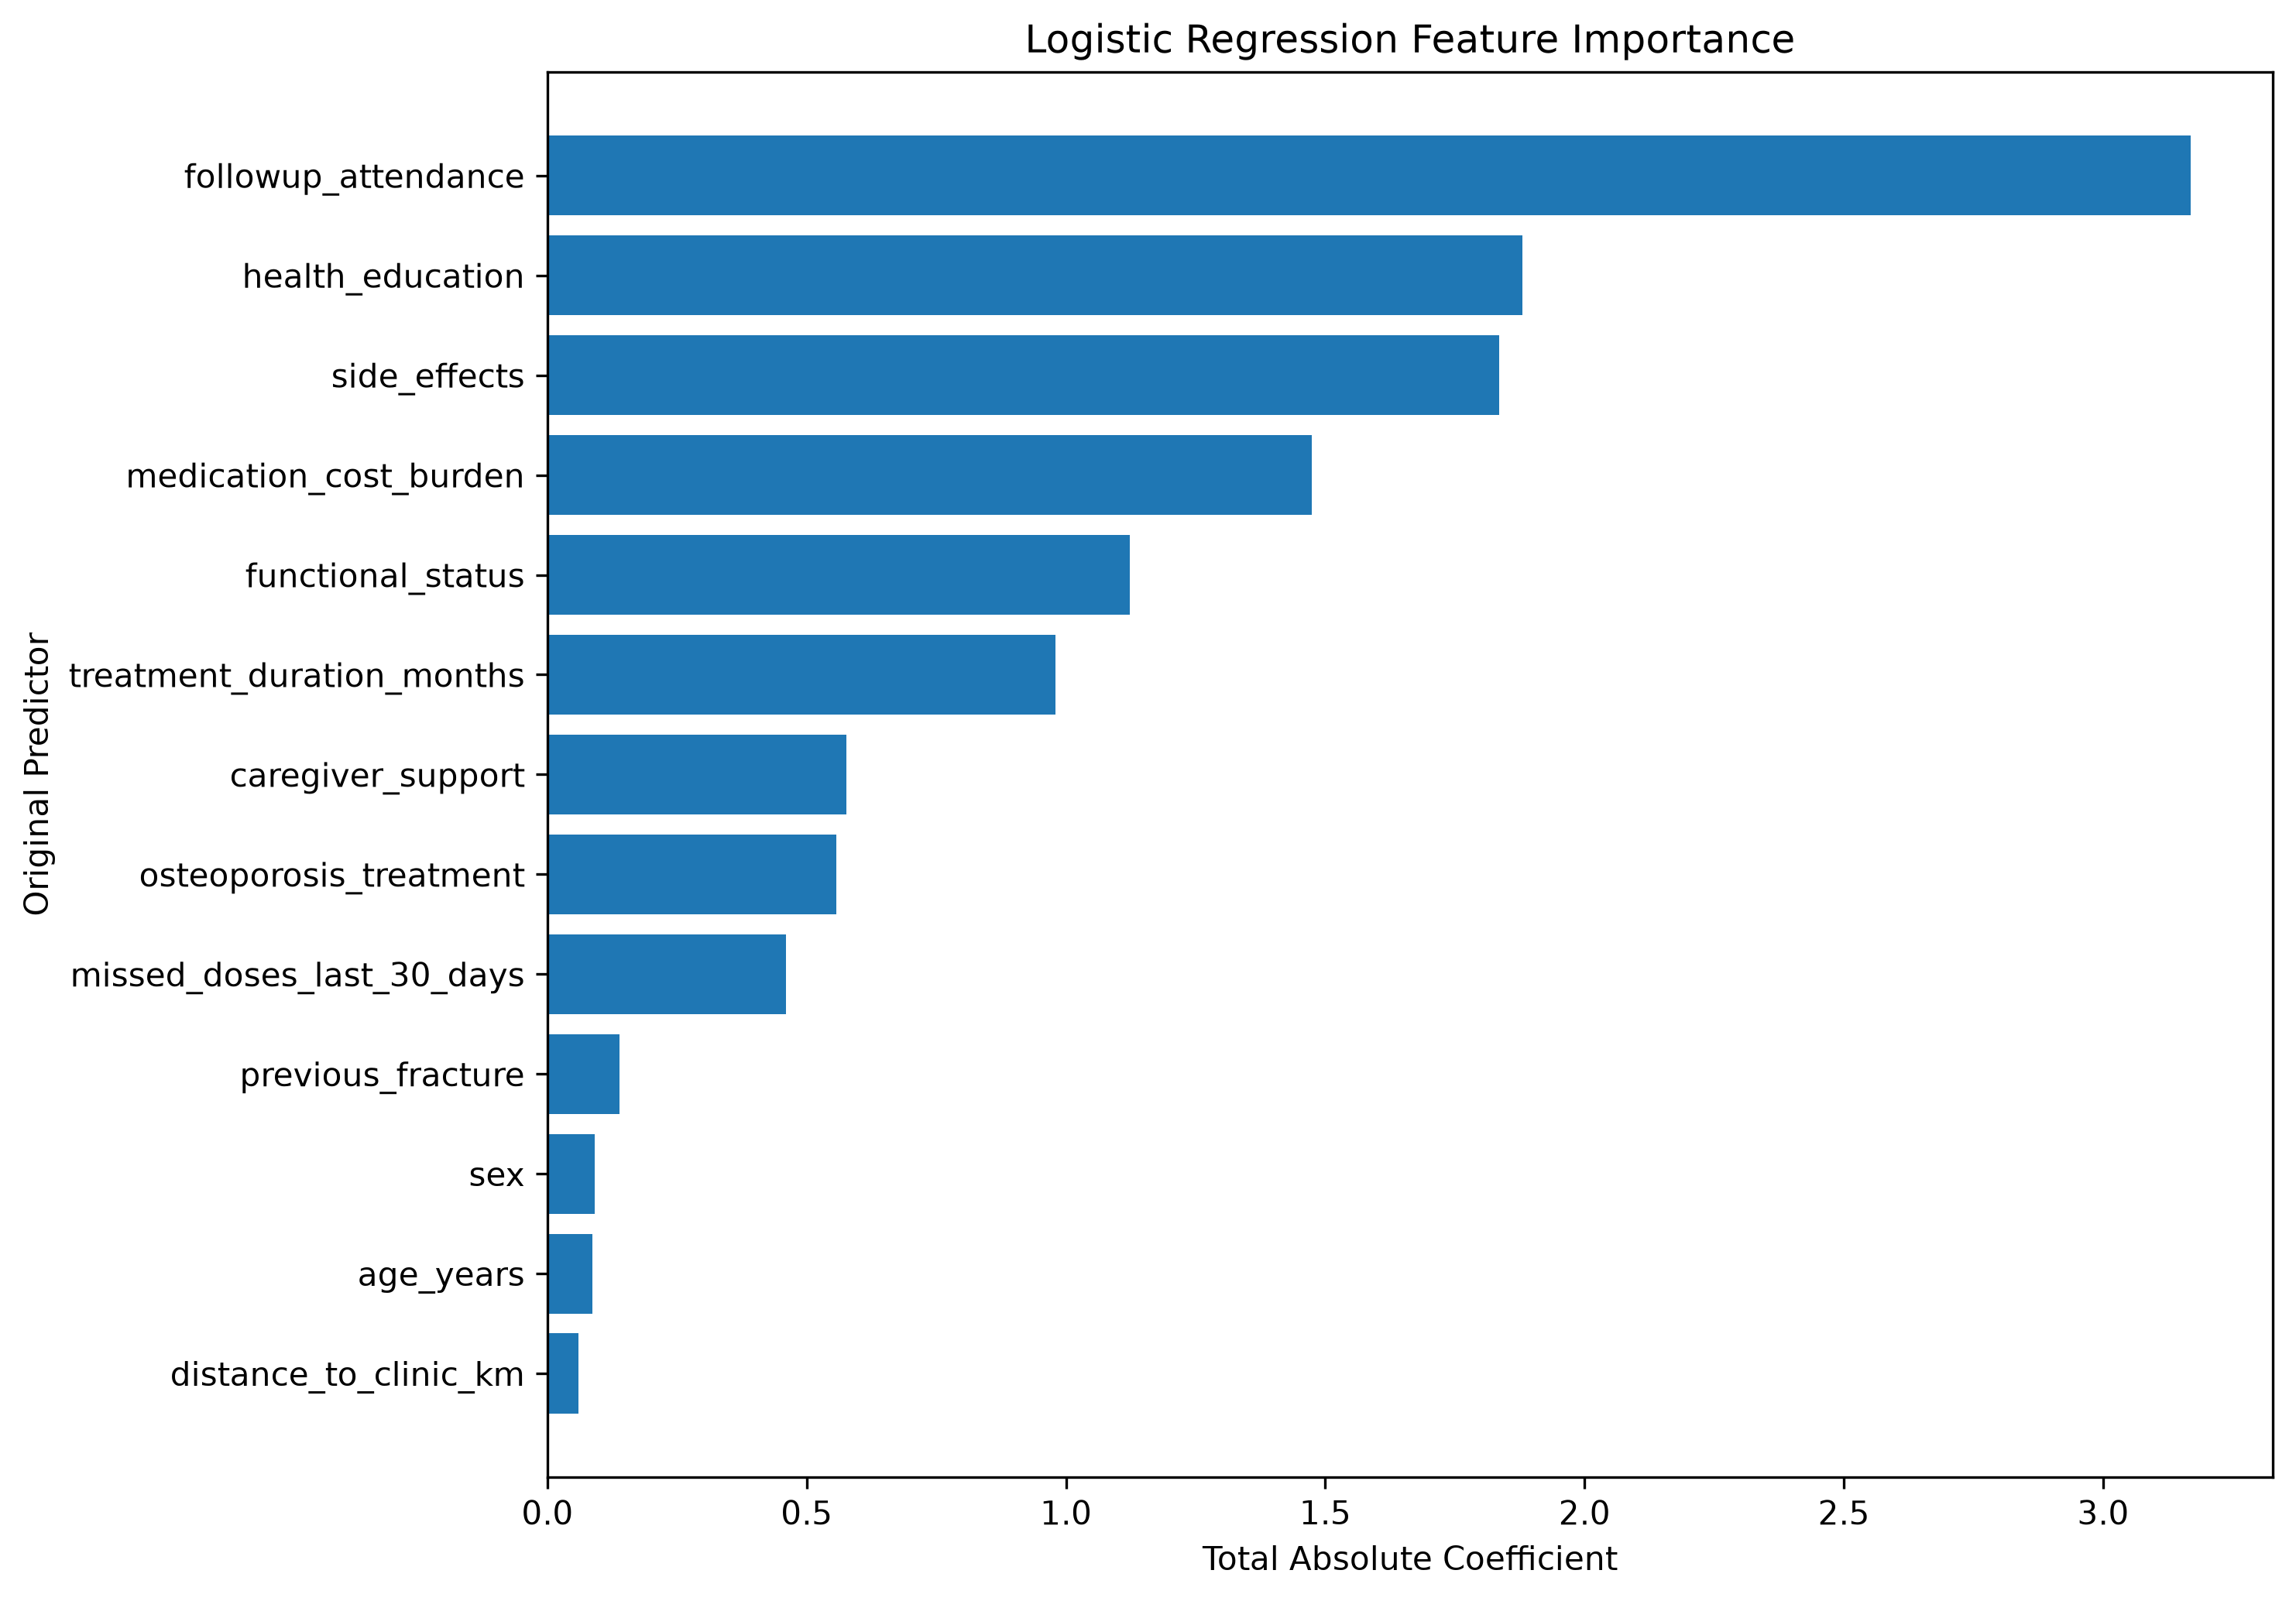 Logistic Regression Feature Importance
Original Predictor
followup_attendance
health_education
side_effects
medication_cost_burden
functional_status
treatment_duration_months
caregiver_support
osteoporosis_treatment
missed_doses_last_30_days
previous_fracture
sex
age_years
distance_to_clinic_km
0.0 0.5 1.0 1.5 2.0 2.5 3.0
Total Absolute Coefficient